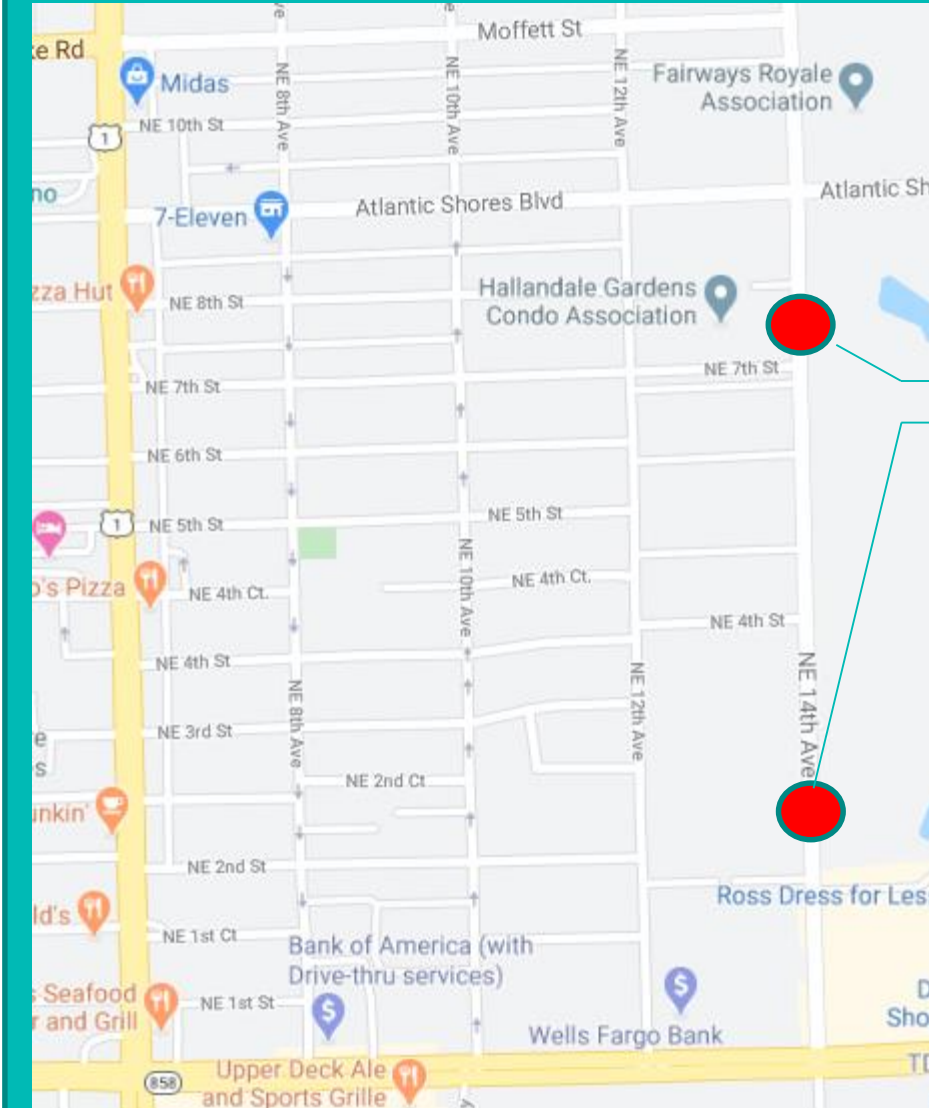 Moffett St
ke Rd
NE 8th Ave
NE 10th Ave
NE 12th Ave
Fairways Royale
Association
Midas
1
NE 10th St
no
7-Eleven
Atlantic Shores Blvd
Atlantic Sh
zza Hut
NE 8th St
Hallandale Gardens
Condo Association
NE 7th St
NE 7th St
NE 6th St
1
NE 5th St
NE 5th St
o's Pizza
NE 4th Ct.
NE 10th Ave
NE 4th Ct.
NE 4th St
NE 4th St
NE 8th Ave
NE 12th Ave
NE 14th Ave
NE 3rd St
e
s
NE 2nd Ct
unkin'
NE 2nd St
Ross Dress for Les
ld's
NE 1st Ct
Bank of America (with
Drive-thru services)
s Seafood
r and Grill
NE 1st St
Wells Fargo Bank
D
Sho
858
Upper Deck Ale
and Sports Grille
TD